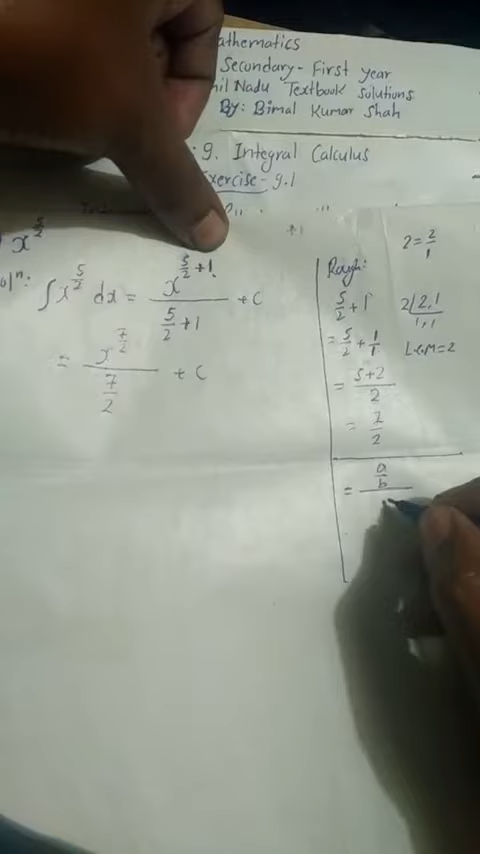 athematics
Secondary - First year
il Nadu Textbook Solutions
By: Bimal Kumar Shah
9. Integral Calculus
xercise - 9.1
x^(5/2)
ol^n: ∫x^(5/2) dx = x^(5/2 + 1) / (5/2 + 1) + C
= x^(7/2) / (7/2) + C
2 = 2/1
Rough:
5/2 + 1
2 | 2, 1
1, 1
= 5/2 + 1/1
LCM = 2
= (5+2)/2
= 7/2
= a/b